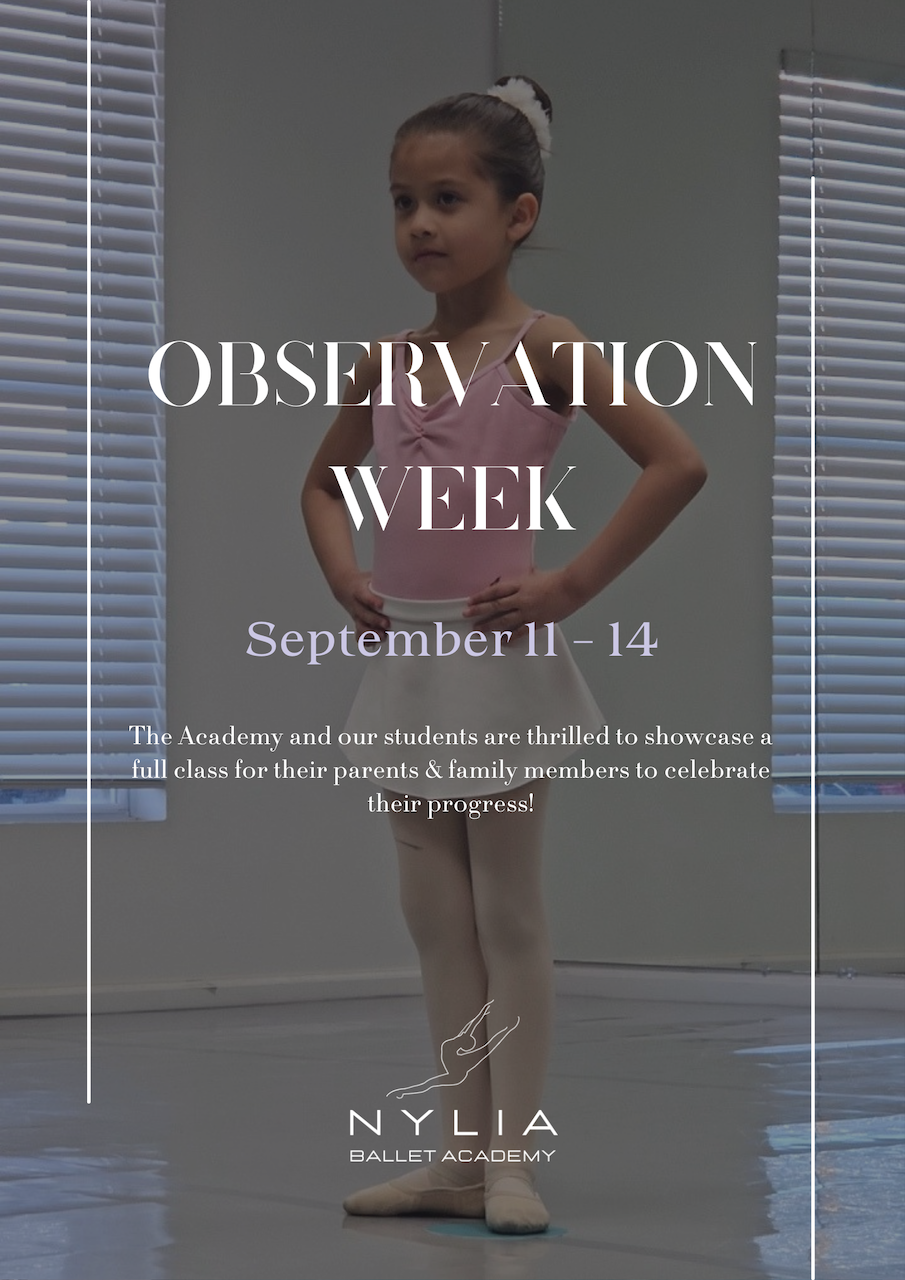 OBSERVATION
WEEK
September 11 - 14
The Academy and our students are thrilled to showcase a
full class for their parents & family members to celebrate
their progress!
NYLIA
BALLET ACADEMY